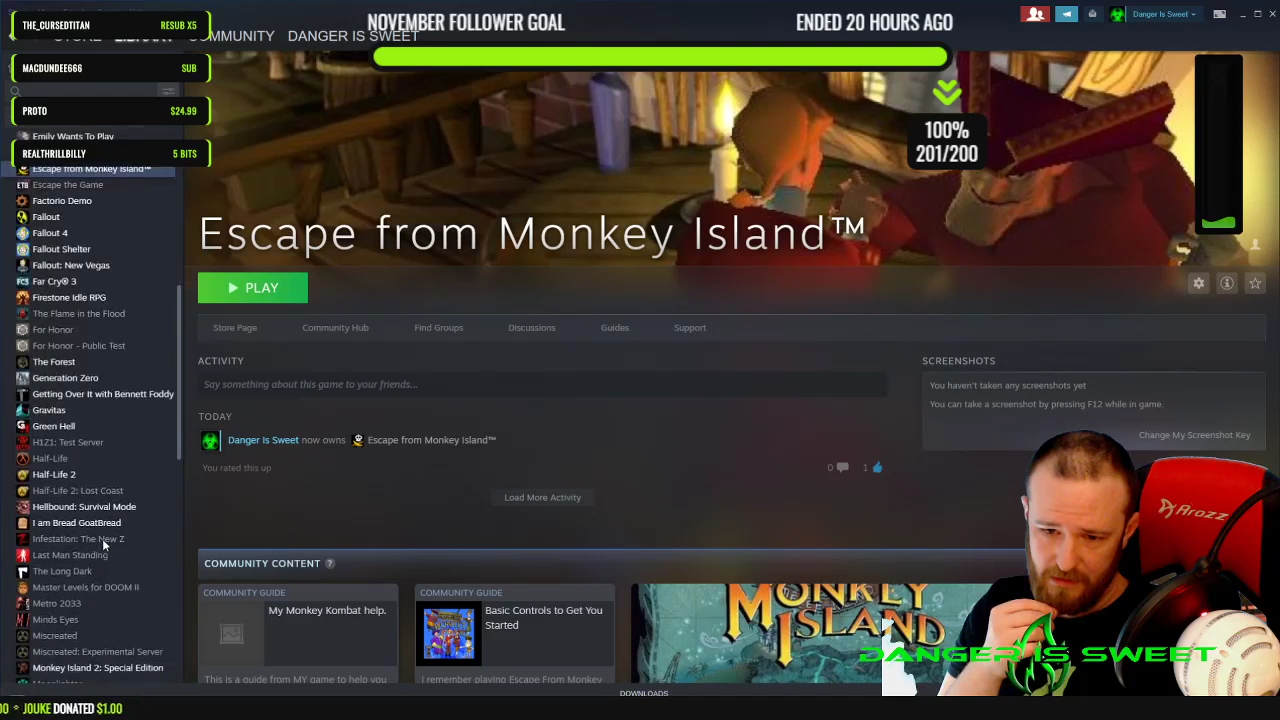 THE_CURSEDTITAN RESUB X5
MACDUNDEE666 SUB
PROTO $24.99
REALTHRILLBILLY 5 BITS
NOVEMBER FOLLOWER GOAL
ENDED 20 HOURS AGO
100%
201/200
COMMUNITY DANGER IS SWEET
Danger Is Sweet
Emily Wants To Play
Escape from Monkey Island™
Escape the Game
Factorio Demo
Fallout
Fallout 4
Fallout Shelter
Fallout: New Vegas
Far Cry® 3
Firestone Idle RPG
The Flame in the Flood
For Honor
For Honor - Public Test
The Forest
Generation Zero
Getting Over It with Bennett Foddy
Gravitas
Green Hell
H1Z1: Test Server
Half-Life
Half-Life 2
Half-Life 2: Lost Coast
Hellbound: Survival Mode
I am Bread GoatBread
Infestation: The New Z
Last Man Standing
The Long Dark
Master Levels for DOOM II
Metro 2033
Minds Eyes
Miscreated
Miscreated: Experimental Server
Monkey Island 2: Special Edition
Escape from Monkey Island™
PLAY
Store Page
Community Hub
Find Groups
Discussions
Guides
Support
ACTIVITY
Say something about this game to your friends...
TODAY
Danger Is Sweet now owns Escape from Monkey Island™
You rated this up
0
1
Load More Activity
SCREENSHOTS
You haven't taken any screenshots yet
You can take a screenshot by pressing F12 while in game.
Change My Screenshot Key
COMMUNITY CONTENT ?
COMMUNITY GUIDE
My Monkey Kombat help.
This is a guide from MY game to help you
COMMUNITY GUIDE
Basic Controls to Get You
Started
I remember playing Escape From Monkey
MONKEY
ISLAND
Arozzi
DANGER IS SWEET
DOWNLOADS
JOUKE DONATED $1.00